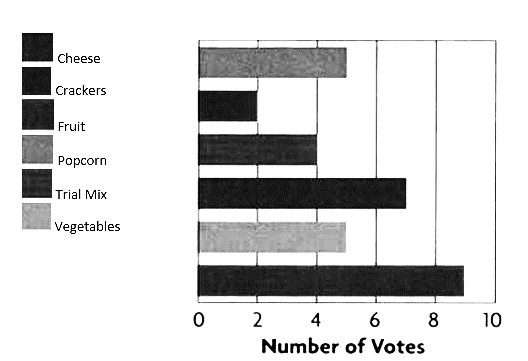 Cheese
Crackers
Fruit
Popcorn
Trial Mix
Vegetables
0 2 4 6 8 10
Number of Votes